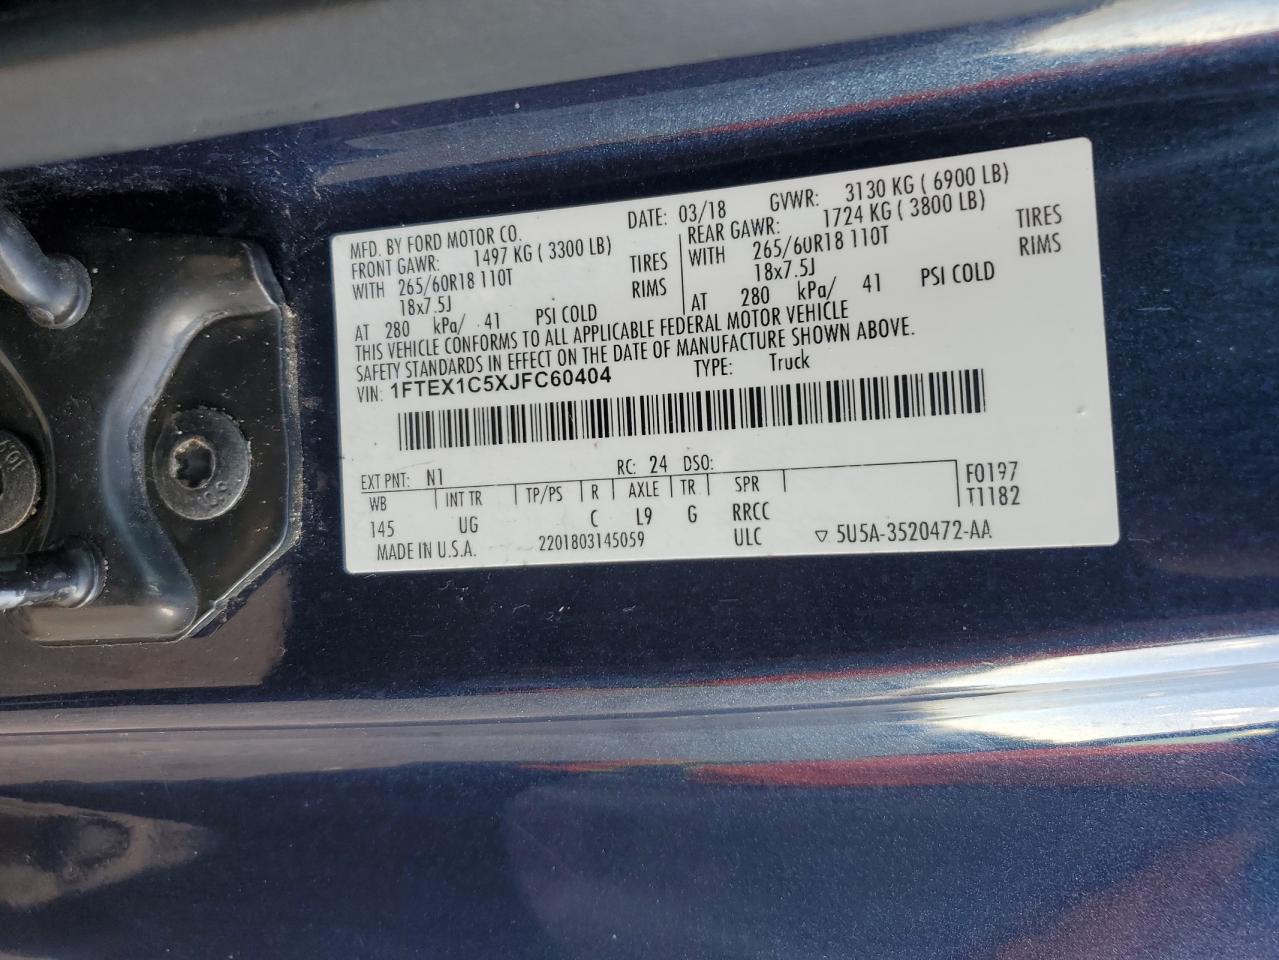 MFD. BY FORD MOTOR CO.
DATE: 03/18 GVWR: 3130 KG ( 6900 LB)
FRONT GAWR: 1497 KG ( 3300 LB)
WITH 265/60R18 110T TIRES
18x7.5J RIMS
AT 280 kPa/ 41 PSI COLD
REAR GAWR: 1724 KG ( 3800 LB)
WITH 265/60R18 110T TIRES
18x7.5J RIMS
AT 280 kPa/ 41 PSI COLD
THIS VEHICLE CONFORMS TO ALL APPLICABLE FEDERAL MOTOR VEHICLE
SAFETY STANDARDS IN EFFECT ON THE DATE OF MANUFACTURE SHOWN ABOVE.
VIN: 1FTEX1C5XJFC60404 TYPE: Truck
EXT PNT: N1 RC: 24 DSO:
WB INT TR TP/PS R AXLE TR SPR F0197
145 UG C L9 G RRCC T1182
MADE IN U.S.A. 2201803145059 ULC ▽ 5U5A-3520472-AA